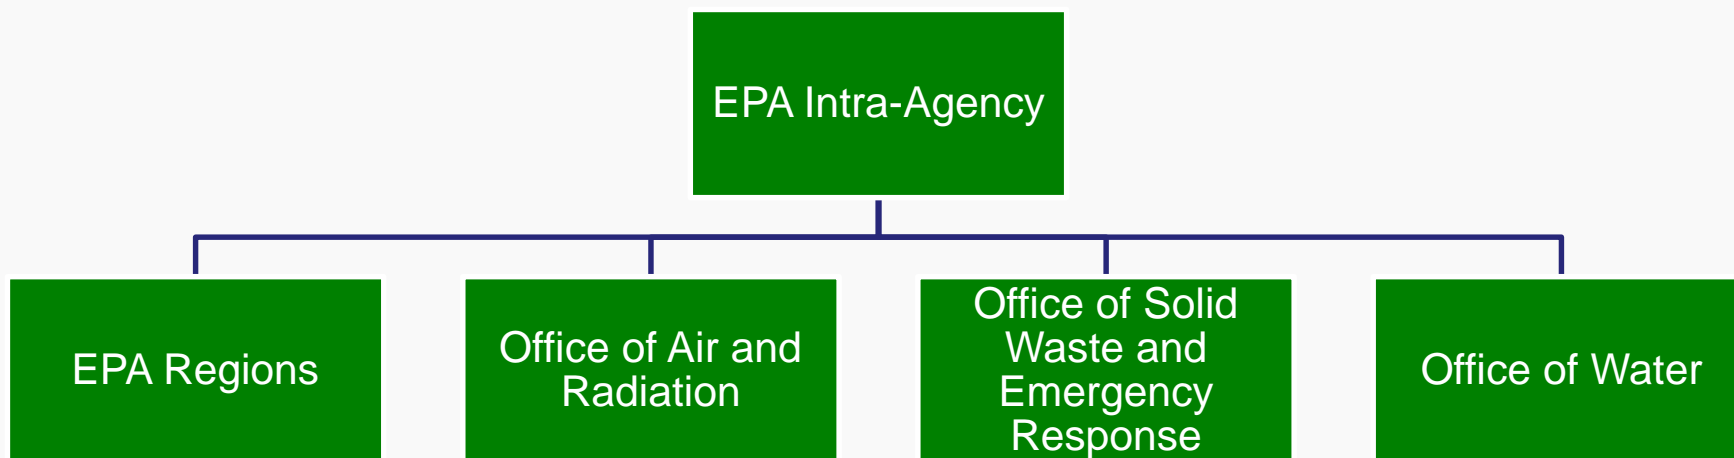 EPA Intra-Agency
EPA Regions
Office of Air and
Radiation
Office of Solid
Waste and
Emergency
Response
Office of Water